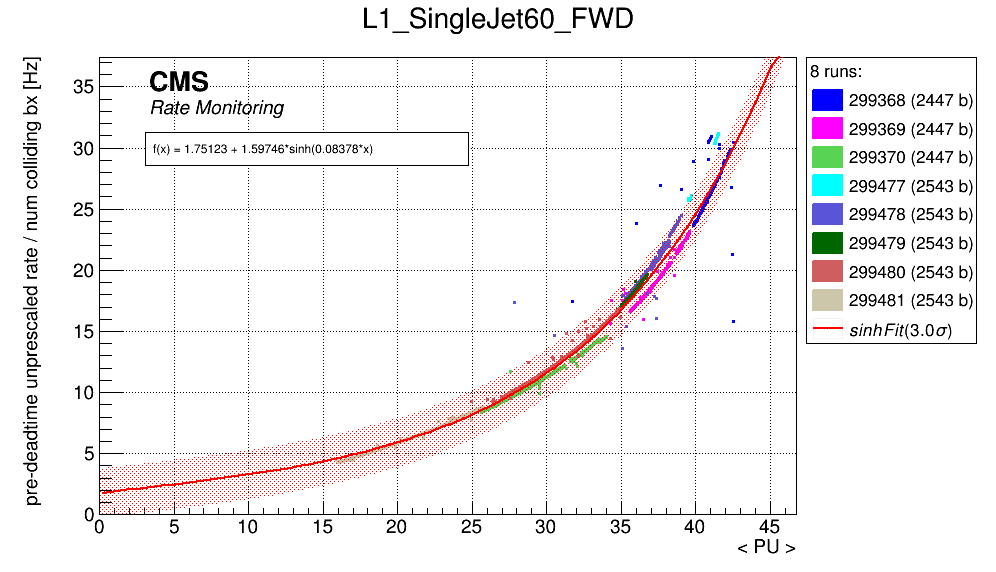 L1_SingleJet60_FWD
pre-deadtime unprescaled rate / num colliding bx [Hz]
CMS
Rate Monitoring
f(x) = 1.75123 + 1.59746*sinh(0.08378*x)
35
30
25
20
15
10
5
0
0 5 10 15 20 25 30 35 40 45
< PU >
8 runs:
299368 (2447 b)
299369 (2447 b)
299370 (2447 b)
299477 (2543 b)
299478 (2543 b)
299479 (2543 b)
299480 (2543 b)
299481 (2543 b)
sinhFit(3.0σ)